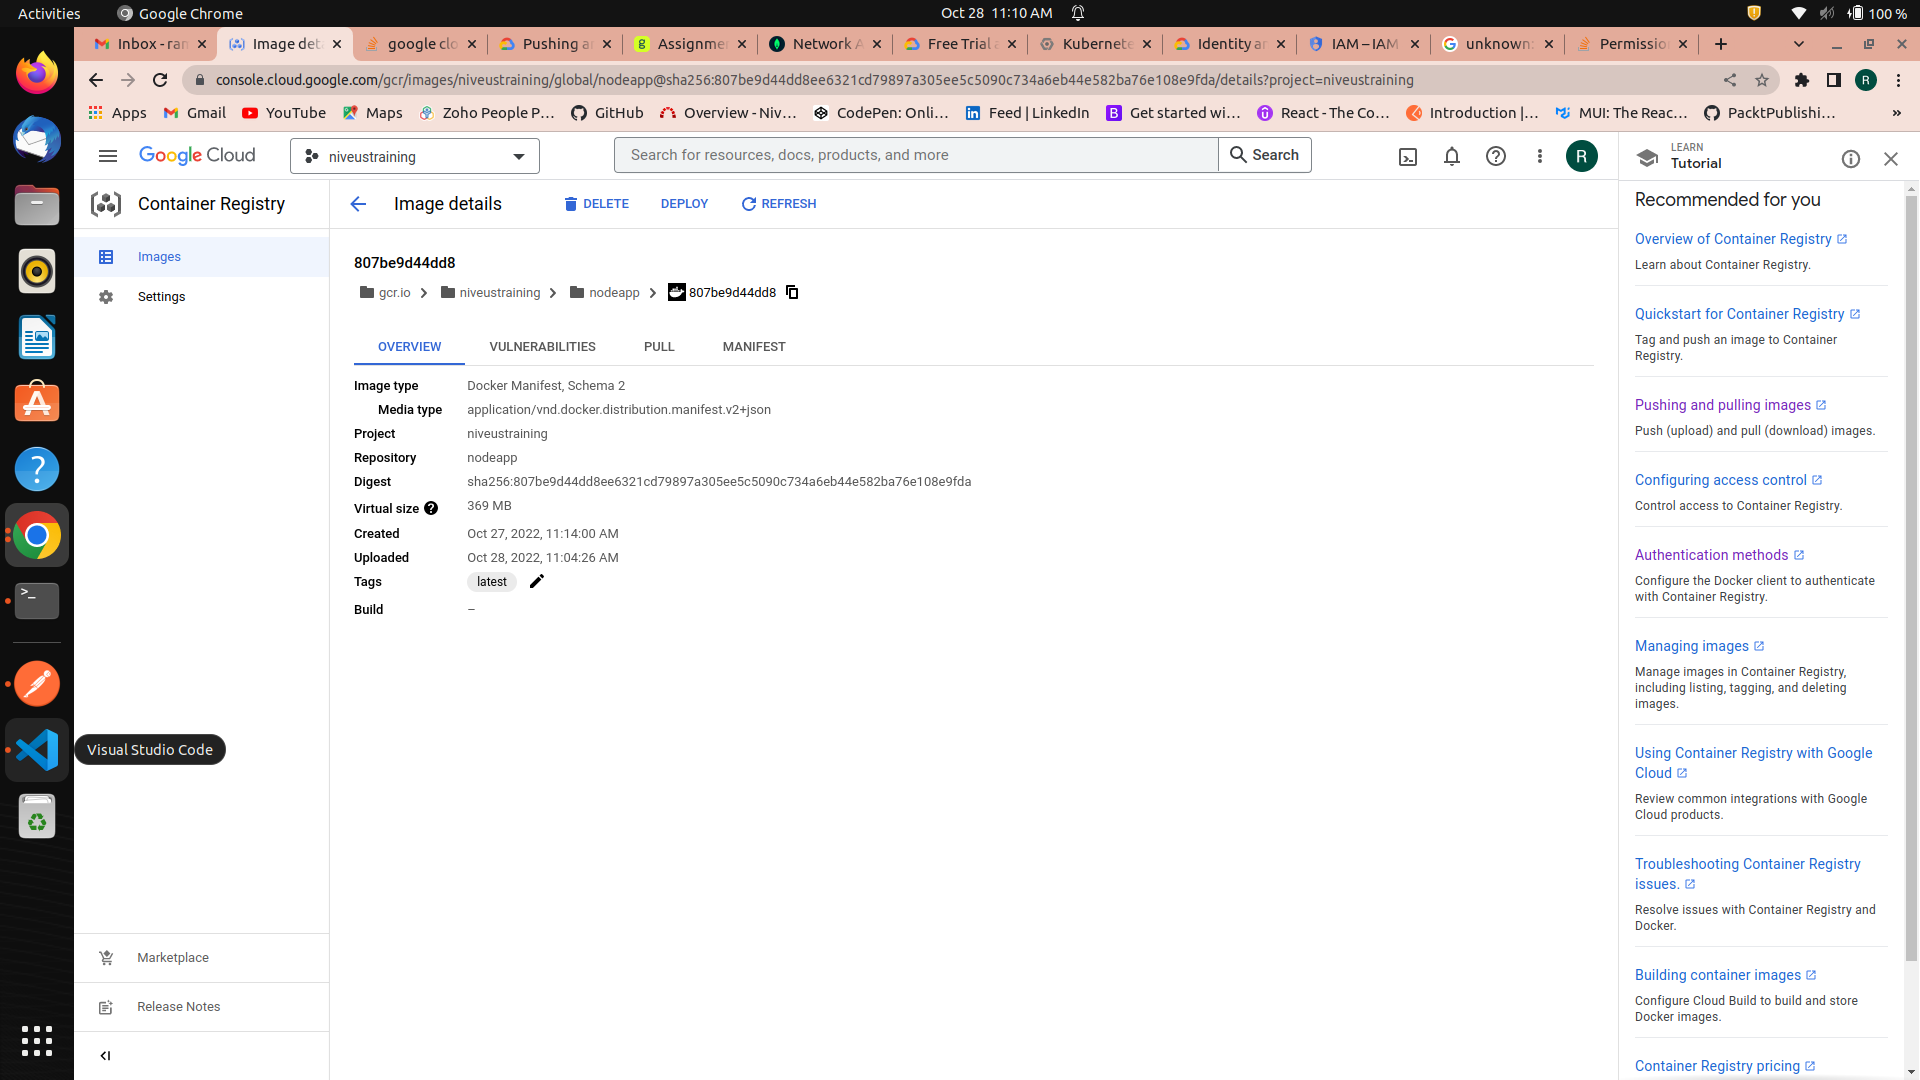 Activities
Google Chrome
Oct 28 11:10 AM
100 %
Inbox - ran
Image deta
google clo
Pushing a
Assignme
Network A
Free Trial a
Kubernete
Identity an
IAM – IAM
unknown:
Permissio
console.cloud.google.com/gcr/images/niveustraining/global/nodeapp@sha256:807be9d44dd8ee6321cd79897a305ee5c5090c734a6eb44e582ba76e108e9fda/details?project=niveustraining
R
Apps
Gmail
YouTube
Maps
Zoho People P...
GitHub
Overview - Niv...
CodePen: Onli...
Feed | LinkedIn
Get started wi...
React - The Co...
Introduction |...
MUI: The Reac...
PacktPublishi...
»
Google Cloud
niveustraining
Search for resources, docs, products, and more
Search
R
LEARN
Tutorial
Container Registry
Image details
DELETE
DEPLOY
REFRESH
Images
Settings
Marketplace
Release Notes
Visual Studio Code
807be9d44dd8
gcr.io
niveustraining
nodeapp
807be9d44dd8
OVERVIEW
VULNERABILITIES
PULL
MANIFEST
Image type Docker Manifest, Schema 2
Media type application/vnd.docker.distribution.manifest.v2+json
Project niveustraining
Repository nodeapp
Digest sha256:807be9d44dd8ee6321cd79897a305ee5c5090c734a6eb44e582ba76e108e9fda
Virtual size 369 MB
Created Oct 27, 2022, 11:14:00 AM
Uploaded Oct 28, 2022, 11:04:26 AM
Tags latest
Build –
Recommended for you
Overview of Container Registry
Learn about Container Registry.
Quickstart for Container Registry
Tag and push an image to Container
Registry.
Pushing and pulling images
Push (upload) and pull (download) images.
Configuring access control
Control access to Container Registry.
Authentication methods
Configure the Docker client to authenticate
with Container Registry.
Managing images
Manage images in Container Registry,
including listing, tagging, and deleting
images.
Using Container Registry with Google
Cloud
Review common integrations with Google
Cloud products.
Troubleshooting Container Registry
issues.
Resolve issues with Container Registry and
Docker.
Building container images
Configure Cloud Build to build and store
Docker images.
Container Registry pricing